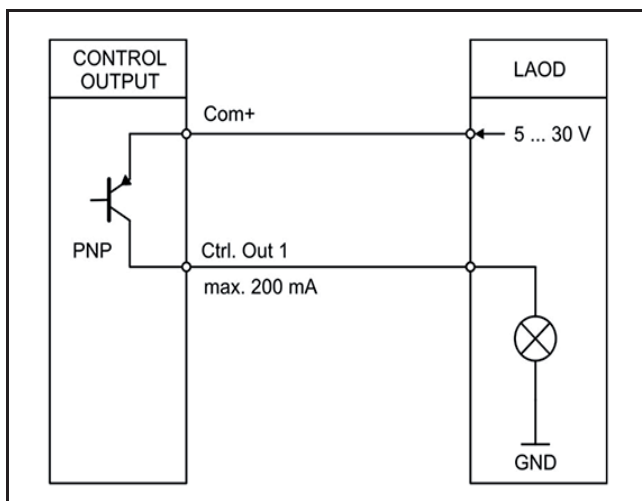 CONTROL
OUTPUT
LAOD
Com+
5 ... 30 V
PNP
Ctrl. Out 1
max. 200 mA
GND